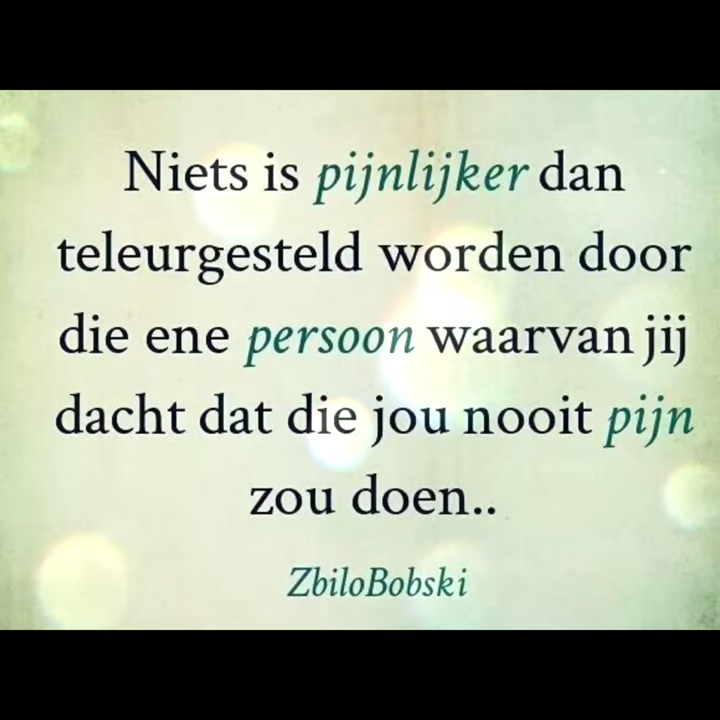 Niets is pijnlijker dan
teleurgesteld worden door
die ene persoon waarvan jij
dacht dat die jou nooit pijn
zou doen..
ZbiloBobski